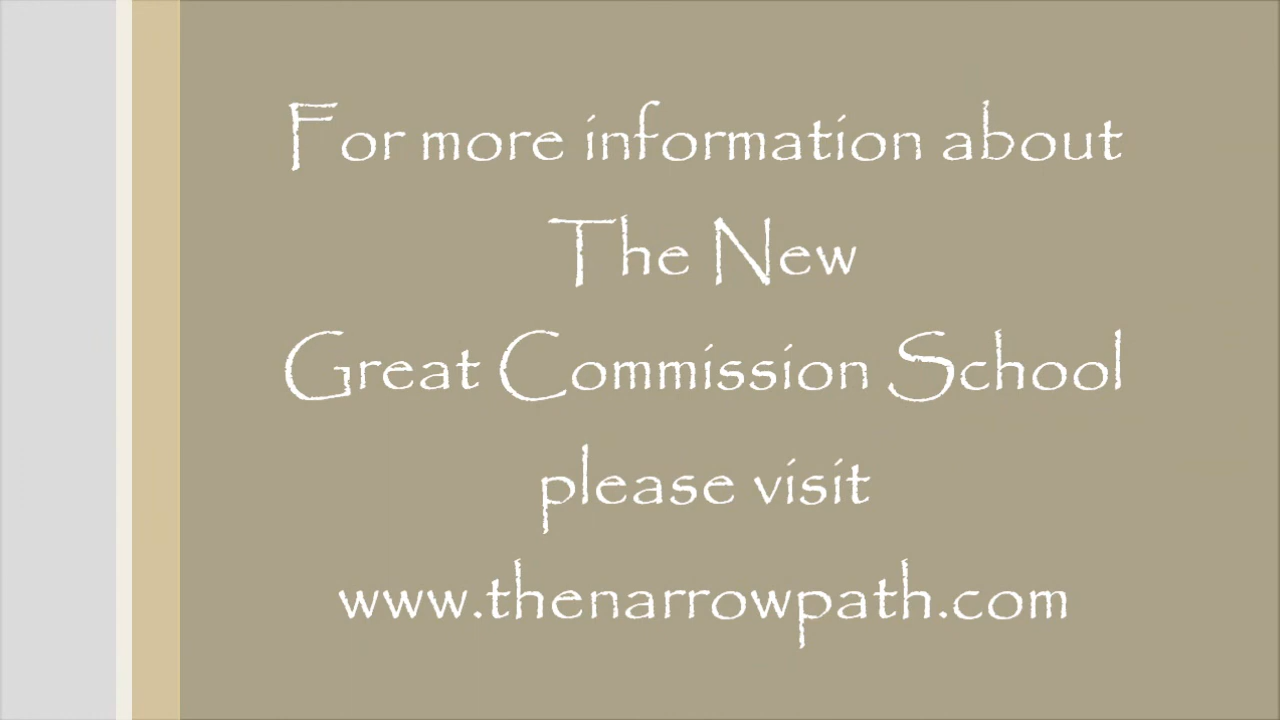 For more information about
The New
Great Commission School
please visit
www.thenarrowpath.com